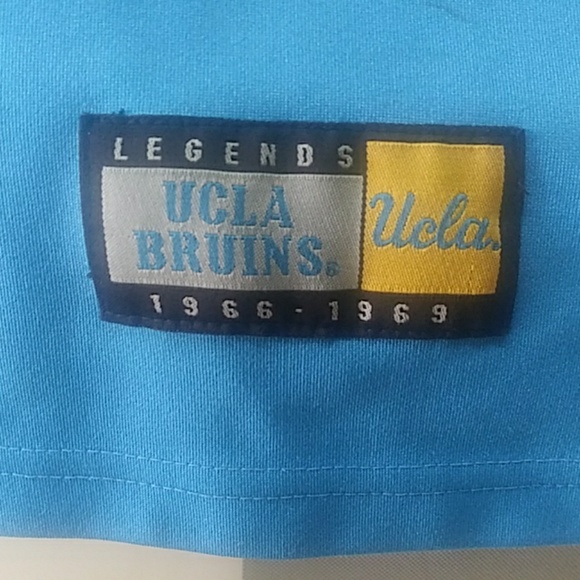 LEGENDS
UCLA
BRUINS®
Ucla
1966-1969